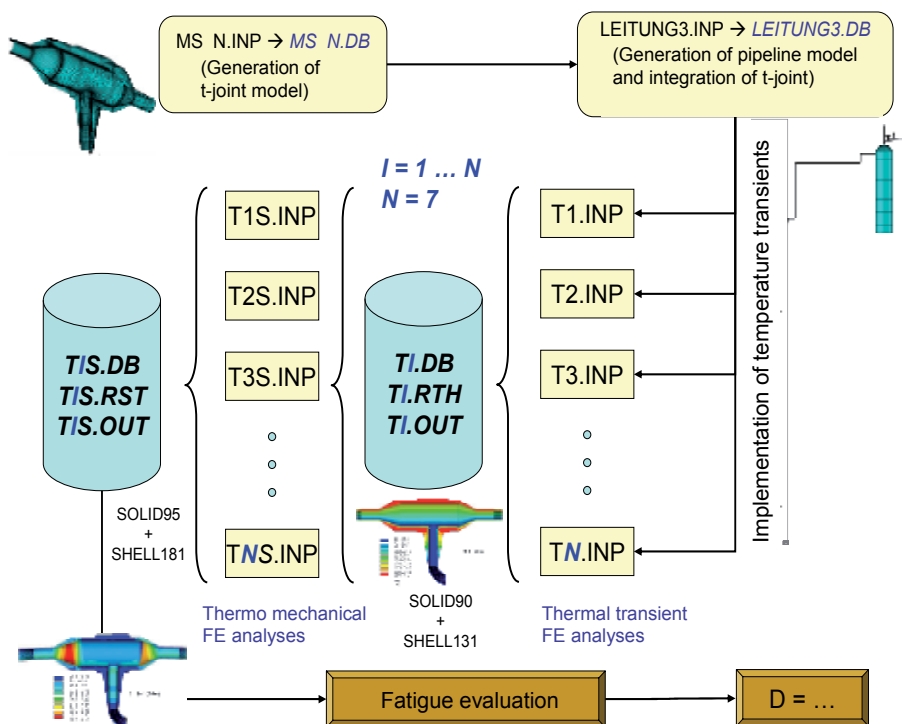 MS N.INP → MS N.DB
(Generation of
t-joint model)
LEITUNG3.INP → LEITUNG3.DB
(Generation of pipeline model
and integration of t-joint)
Implementation of temperature transients
I = 1 ... N
N = 7
T1S.INP
T2S.INP
T3S.INP
TNS.INP
T1.INP
T2.INP
T3.INP
TN.INP
TIS.DB
TIS.RST
TIS.OUT
TI.DB
TI.RTH
TI.OUT
SOLID95
+
SHELL181
SOLID90
+
SHELL131
Thermo mechanical
FE analyses
Thermal transient
FE analyses
Fatigue evaluation
D = ...